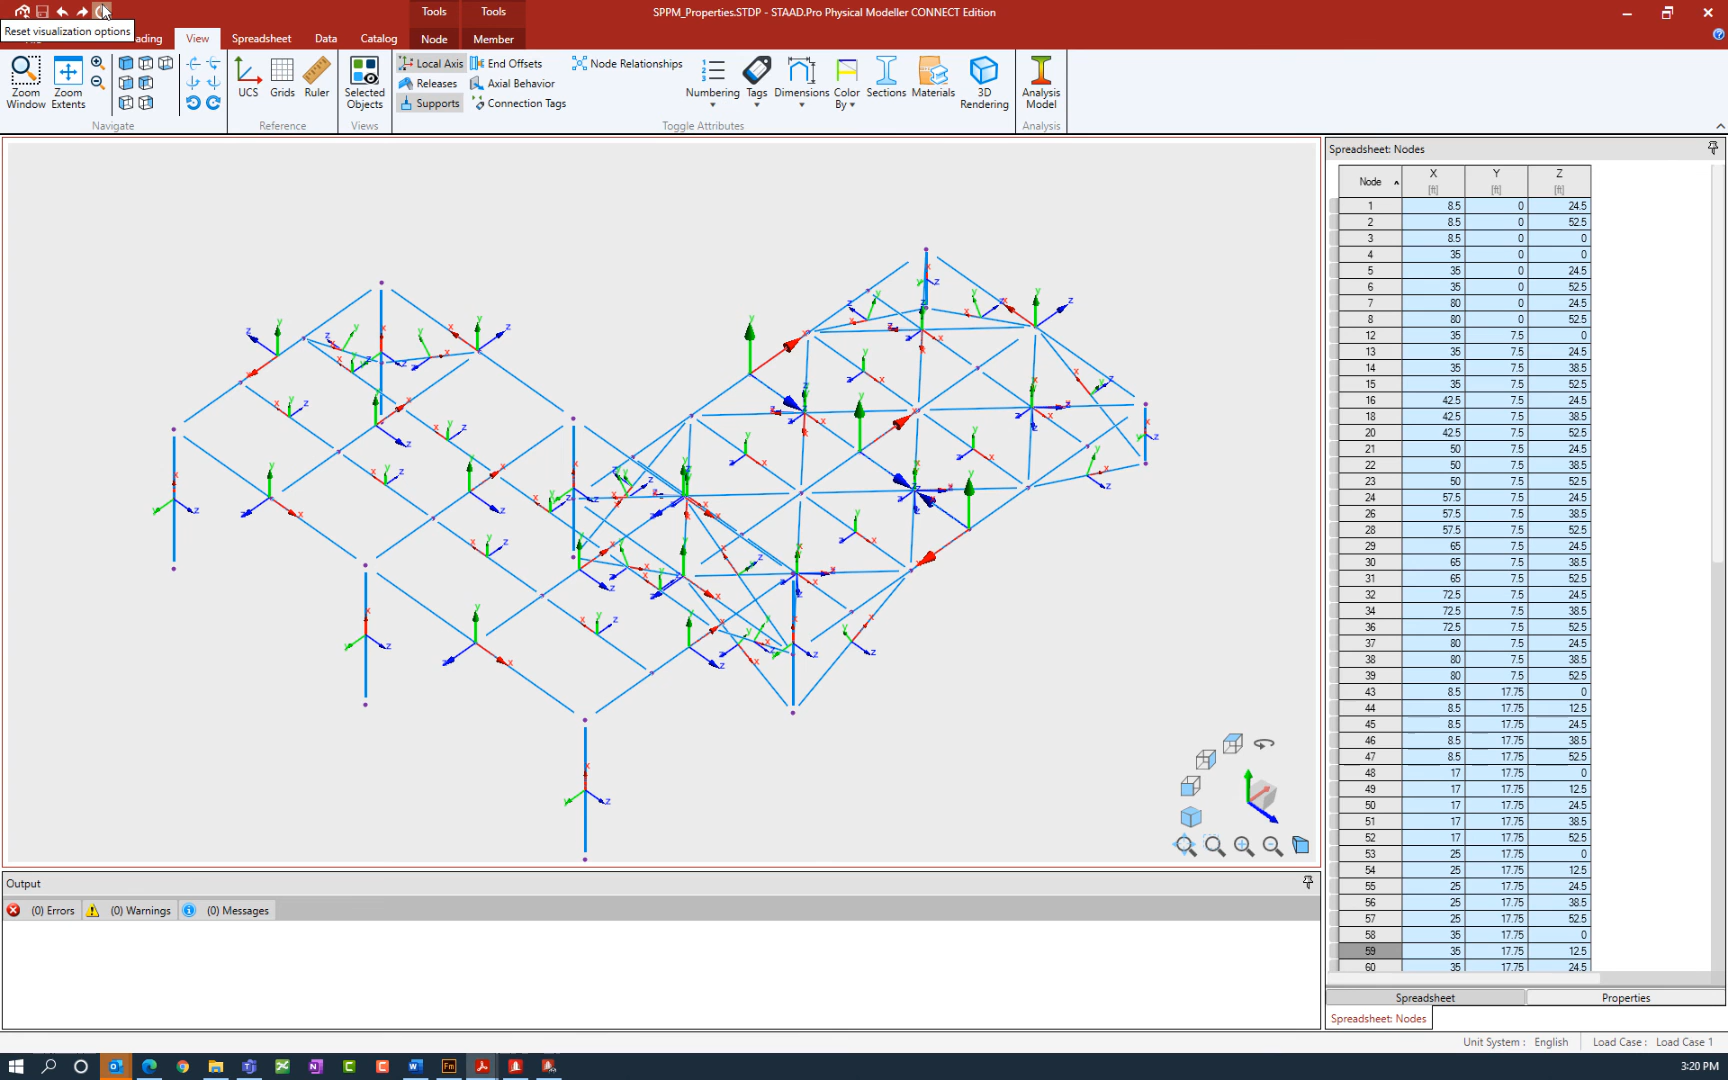 Tools
Tools
SPPM_Properties.STDP - STAAD.Pro Physical Modeller CONNECT Edition
Reset visualization options
ading
View
Spreadsheet
Data
Catalog
Node
Member
Zoom Window
Zoom Extents
Navigate
UCS
Grids
Ruler
Reference
Selected Objects
Views
Local Axis
End Offsets
Node Relationships
Releases
Axial Behavior
Supports
Connection Tags
Numbering
Tags
Dimensions
Color By
Sections
Materials
3D Rendering
Toggle Attributes
Analysis Model
Analysis
Spreadsheet: Nodes
Node X [ft] Y [ft] Z [ft]
1 8.5 0 24.5
2 8.5 0 52.5
3 8.5 0 0
4 35 0 0
5 35 0 24.5
6 35 0 52.5
7 80 0 24.5
8 80 0 52.5
12 35 7.5 0
13 35 7.5 24.5
14 35 7.5 38.5
15 35 7.5 52.5
16 42.5 7.5 24.5
18 42.5 7.5 38.5
20 42.5 7.5 52.5
21 50 7.5 24.5
22 50 7.5 38.5
23 50 7.5 52.5
24 57.5 7.5 24.5
26 57.5 7.5 38.5
28 57.5 7.5 52.5
29 65 7.5 24.5
30 65 7.5 38.5
31 65 7.5 52.5
32 72.5 7.5 24.5
34 72.5 7.5 38.5
36 72.5 7.5 52.5
37 80 7.5 24.5
38 80 7.5 38.5
39 80 7.5 52.5
43 8.5 17.75 0
44 8.5 17.75 12.5
45 8.5 17.75 24.5
46 8.5 17.75 38.5
47 8.5 17.75 52.5
48 17 17.75 0
49 17 17.75 12.5
50 17 17.75 24.5
51 17 17.75 38.5
52 17 17.75 52.5
53 25 17.75 0
54 25 17.75 12.5
55 25 17.75 24.5
56 25 17.75 38.5
57 25 17.75 52.5
58 35 17.75 0
59 35 17.75 12.5
60 35 17.75 24.5
Spreadsheet
Properties
Spreadsheet: Nodes
Output
(0) Errors
(0) Warnings
(0) Messages
Unit System : English
Load Case : Load Case 1
3:20 PM